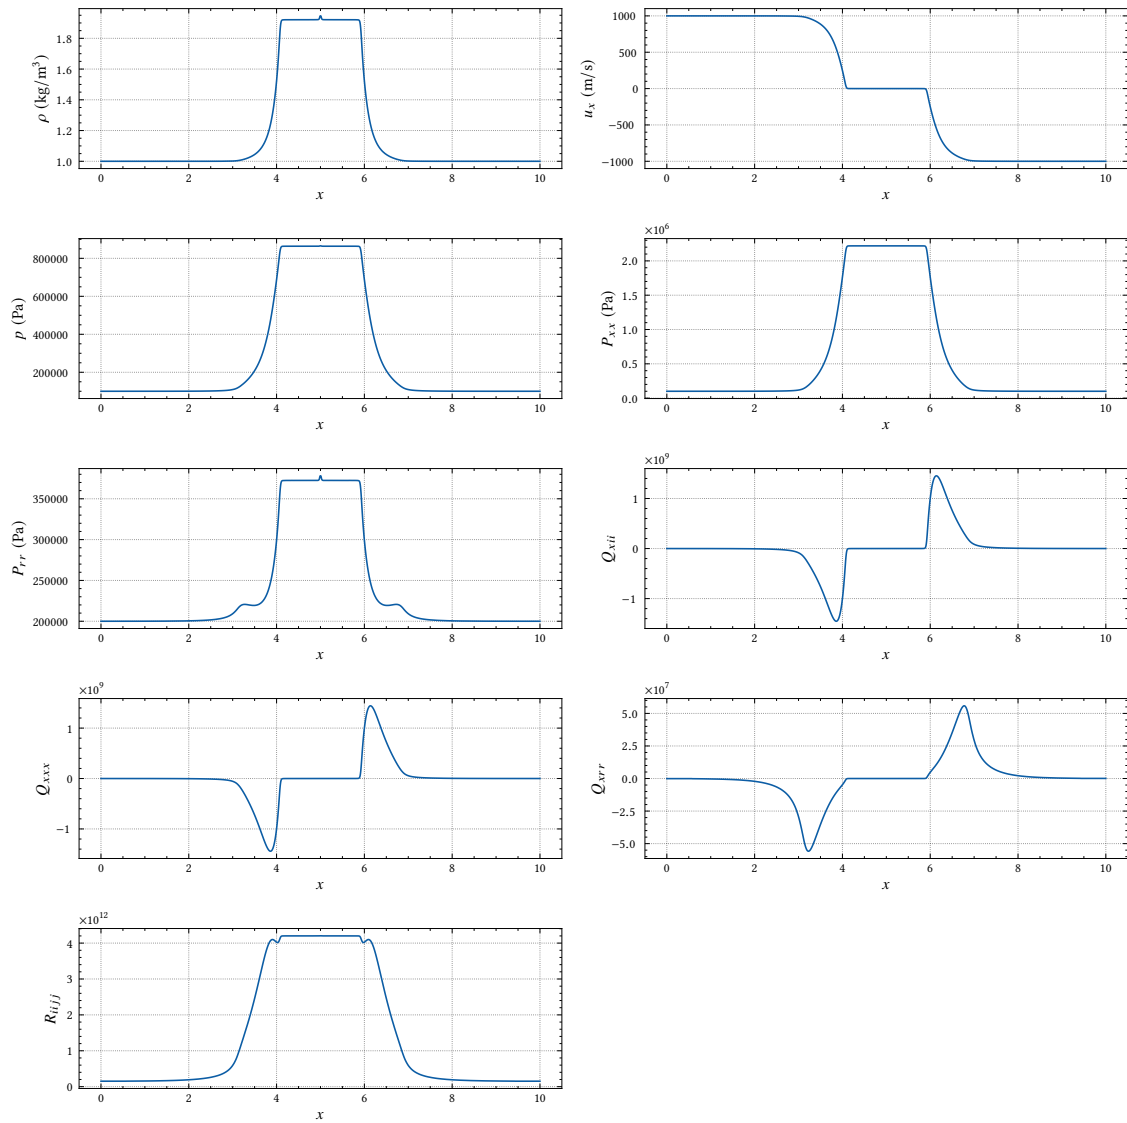 ρ (kg/m³)
1.8
1.6
1.4
1.2
1.0
0 2 4 6 8 10
x
u_x (m/s)
1000
500
0
−500
−1000
0 2 4 6 8 10
x
p (Pa)
800000
600000
400000
200000
0 2 4 6 8 10
x
×10⁶
P_xx (Pa)
2.0
1.5
1.0
0.5
0.0
0 2 4 6 8 10
x
P_rr (Pa)
350000
300000
250000
200000
0 2 4 6 8 10
x
×10⁹
Q_xii
1
0
−1
0 2 4 6 8 10
x
×10⁹
Q_xxx
1
0
−1
0 2 4 6 8 10
x
×10⁷
Q_xrr
5.0
2.5
0.0
−2.5
−5.0
0 2 4 6 8 10
x
×10¹²
R_iijj
4
3
2
1
0
0 2 4 6 8 10
x